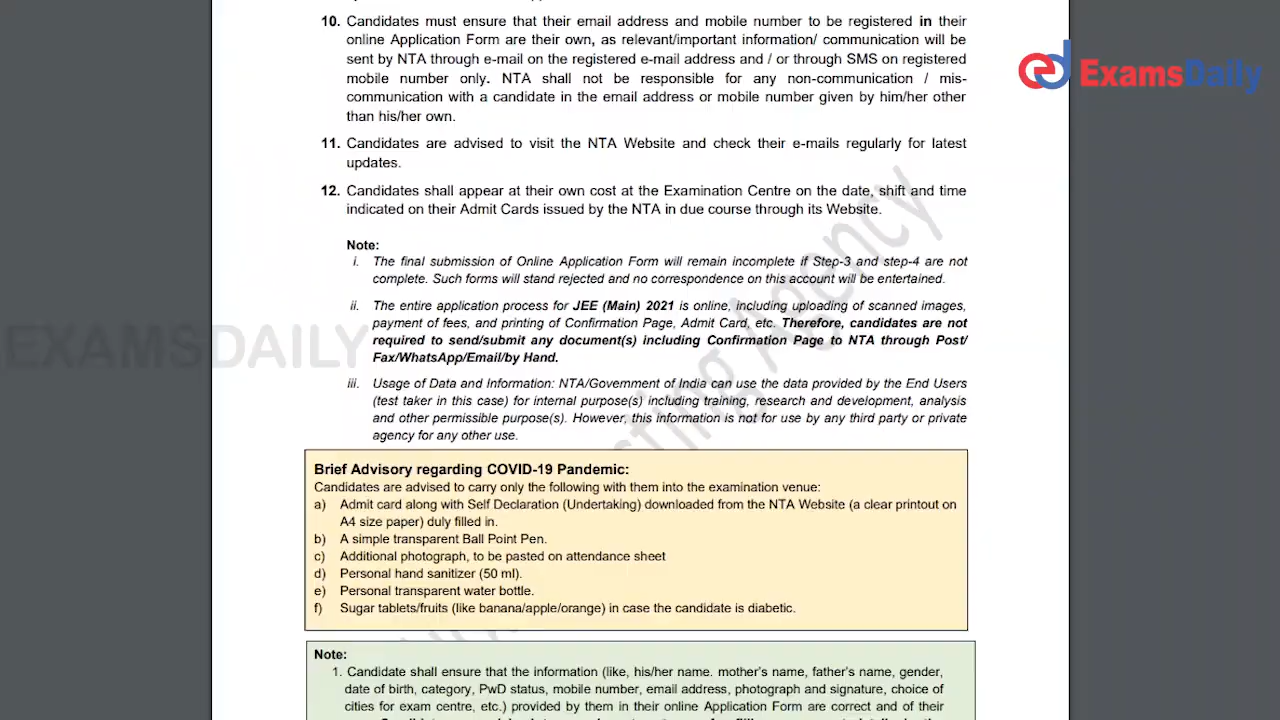 10. Candidates must ensure that their email address and mobile number to be registered in their
online Application Form are their own, as relevant/important information/ communication will be
sent by NTA through e-mail on the registered e-mail address and / or through SMS on registered
mobile number only. NTA shall not be responsible for any non-communication / mis-
communication with a candidate in the email address or mobile number given by him/her other
than his/her own.
ExamsDaily
11. Candidates are advised to visit the NTA Website and check their e-mails regularly for latest
updates.
12. Candidates shall appear at their own cost at the Examination Centre on the date, shift and time
indicated on their Admit Cards issued by the NTA in due course through its Website.
Note:
i. The final submission of Online Application Form will remain incomplete if Step-3 and step-4 are not
complete. Such forms will stand rejected and no correspondence on this account will be entertained.
ii. The entire application process for JEE (Main) 2021 is online, including uploading of scanned images,
payment of fees, and printing of Confirmation Page, Admit Card, etc. Therefore, candidates are not
required to send/submit any document(s) including Confirmation Page to NTA through Post/
Fax/WhatsApp/Email/by Hand.
EXAMSDAILY
iii. Usage of Data and Information: NTA/Government of India can use the data provided by the End Users
(test taker in this case) for internal purpose(s) including training, research and development, analysis
and other permissible purpose(s). However, this information is not for use by any third party or private
agency for any other use.
Agency
Brief Advisory regarding COVID-19 Pandemic:
Candidates are advised to carry only the following with them into the examination venue:
a) Admit card along with Self Declaration (Undertaking) downloaded from the NTA Website (a clear printout on
A4 size paper) duly filled in.
b) A simple transparent Ball Point Pen.
c) Additional photograph, to be pasted on attendance sheet
d) Personal hand sanitizer (50 ml).
e) Personal transparent water bottle.
f) Sugar tablets/fruits (like banana/apple/orange) in case the candidate is diabetic.
Note:
1. Candidate shall ensure that the information (like, his/her name. mother's name, father's name, gender,
date of birth, category, PwD status, mobile number, email address, photograph and signature, choice of
cities for exam centre, etc.) provided by them in their online Application Form are correct and of their